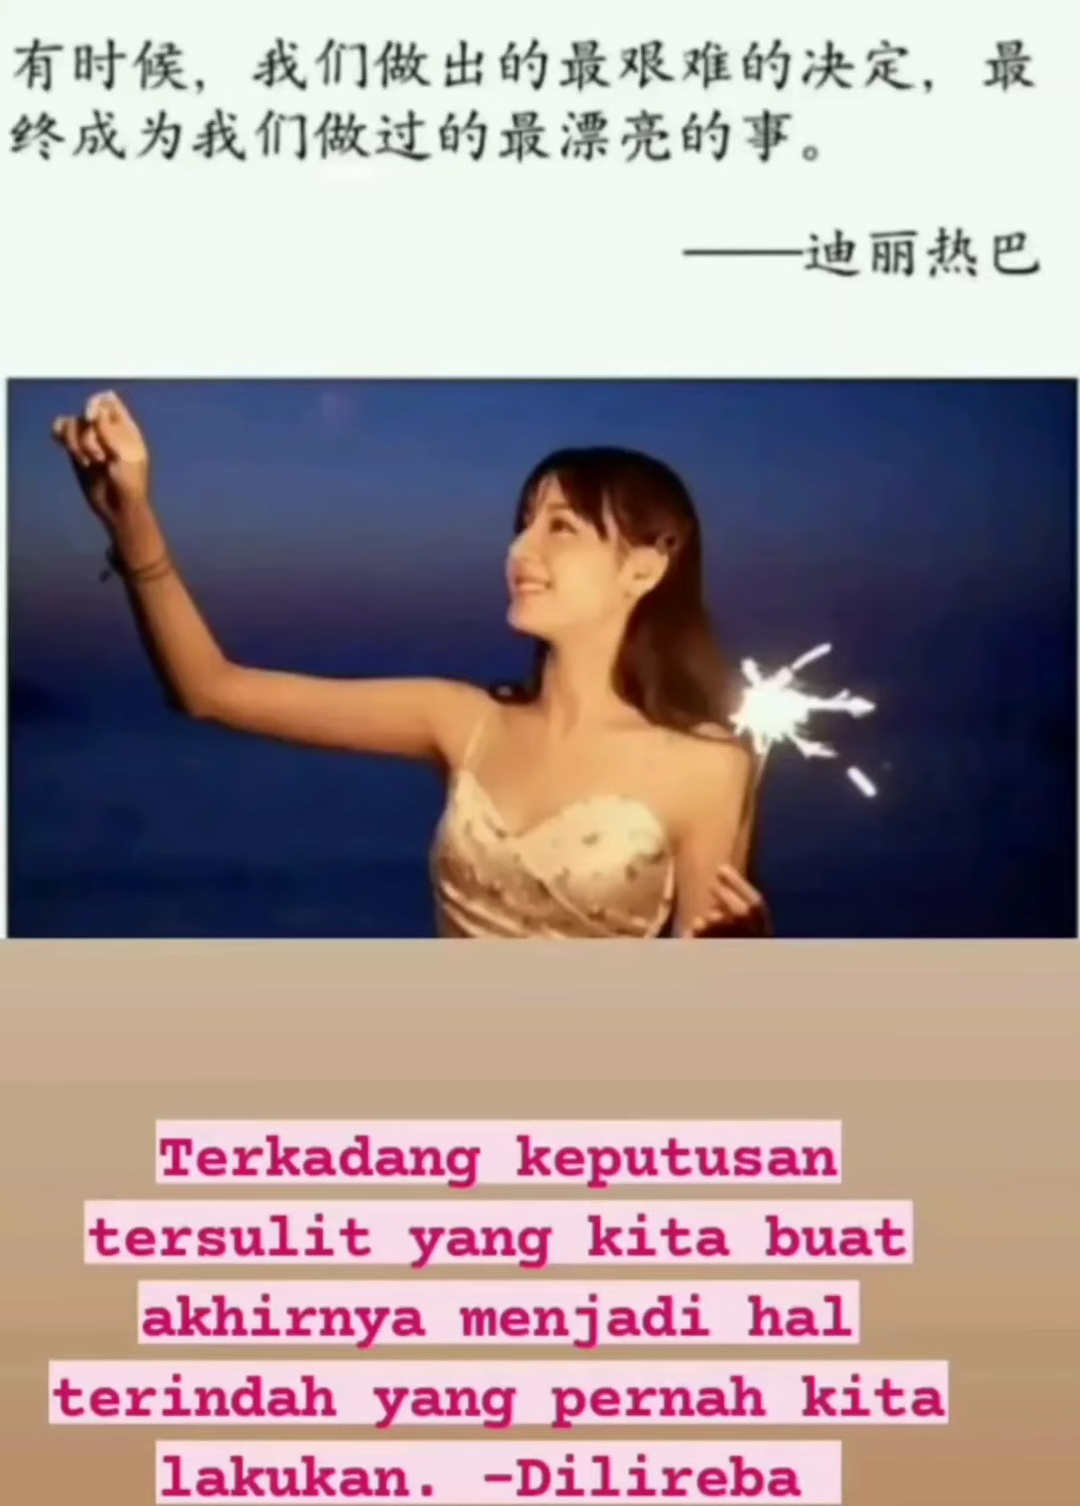 有时候，我们做出的最艰难的决定，最
终成为我们做过的最漂亮的事。
——迪丽热巴
Terkadang keputusan
tersulit yang kita buat
akhirnya menjadi hal
terindah yang pernah kita
lakukan. -Dilireba